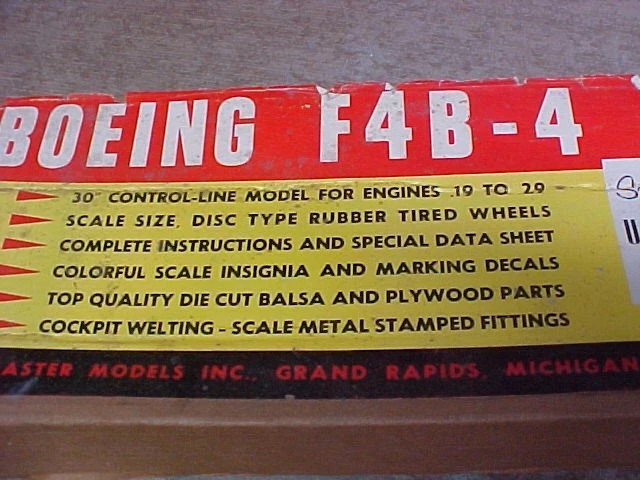 BOEING F4B-4
30" CONTROL-LINE MODEL FOR ENGINES .19 TO 29
SCALE SIZE, DISC TYPE RUBBER TIRED WHEELS
COMPLETE INSTRUCTIONS AND SPECIAL DATA SHEET
COLORFUL SCALE INSIGNIA AND MARKING DECALS
TOP QUALITY DIE CUT BALSA AND PLYWOOD PARTS
COCKPIT WELTING - SCALE METAL STAMPED FITTINGS
ASTER MODELS INC., GRAND RAPIDS, MICHIGAN